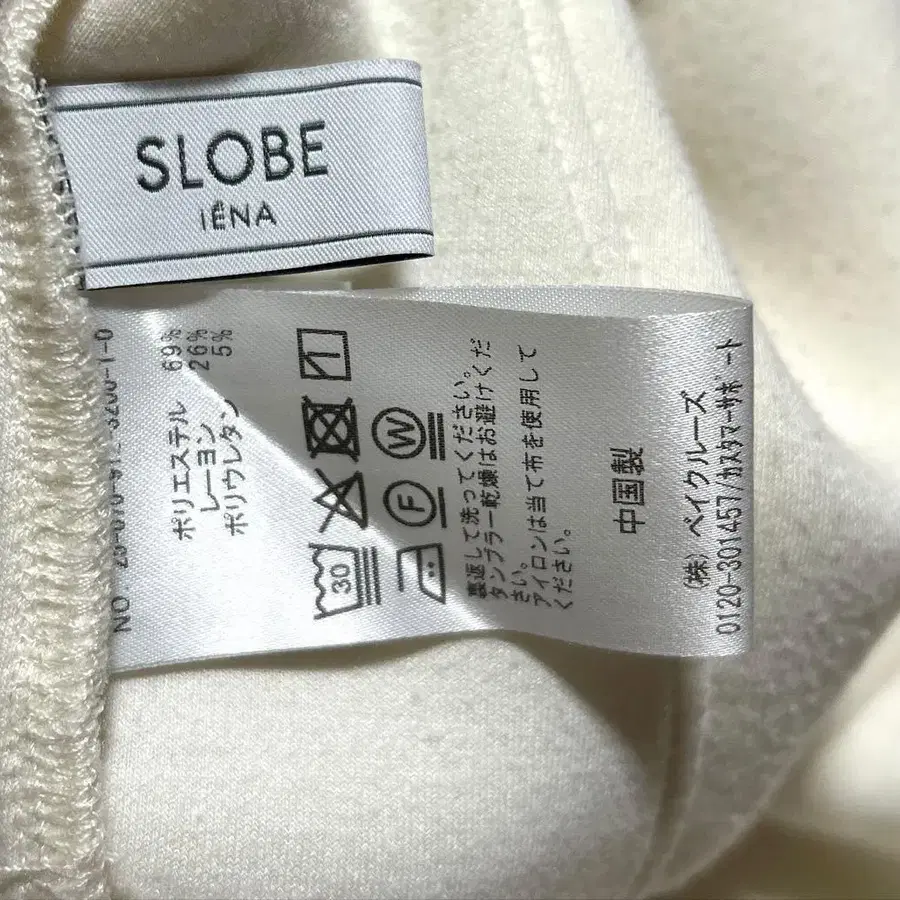 SLOBE
IÉNA
ポリエステル 69%
レーヨン 26%
ポリウレタン 5%
30
W
F
裏返して洗ってください。
タンブラー乾燥はお避けくだ
さい。
アイロンは当て布を使用して
ください。
中国製
(株) ベイクルーズ
0120-301457/カスタマーサポート